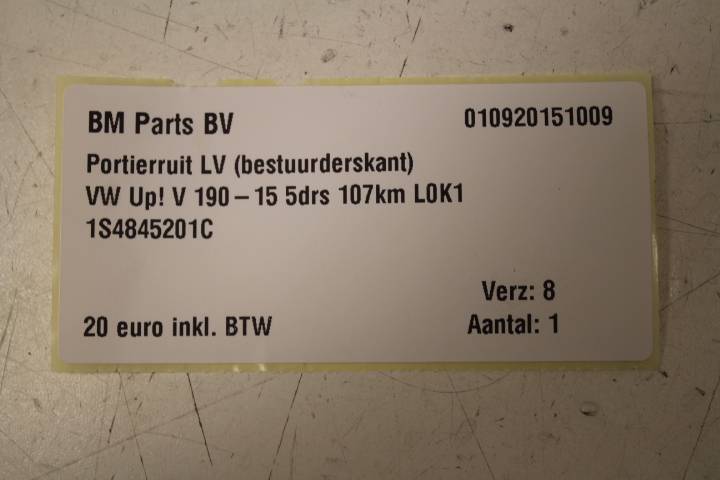 BM Parts BV 010920151009
Portierruit LV (bestuurderskant)
VW Up! V 190 – 15 5drs 107km L0K1
1S4845201C
Verz: 8
20 euro inkl. BTW Aantal: 1